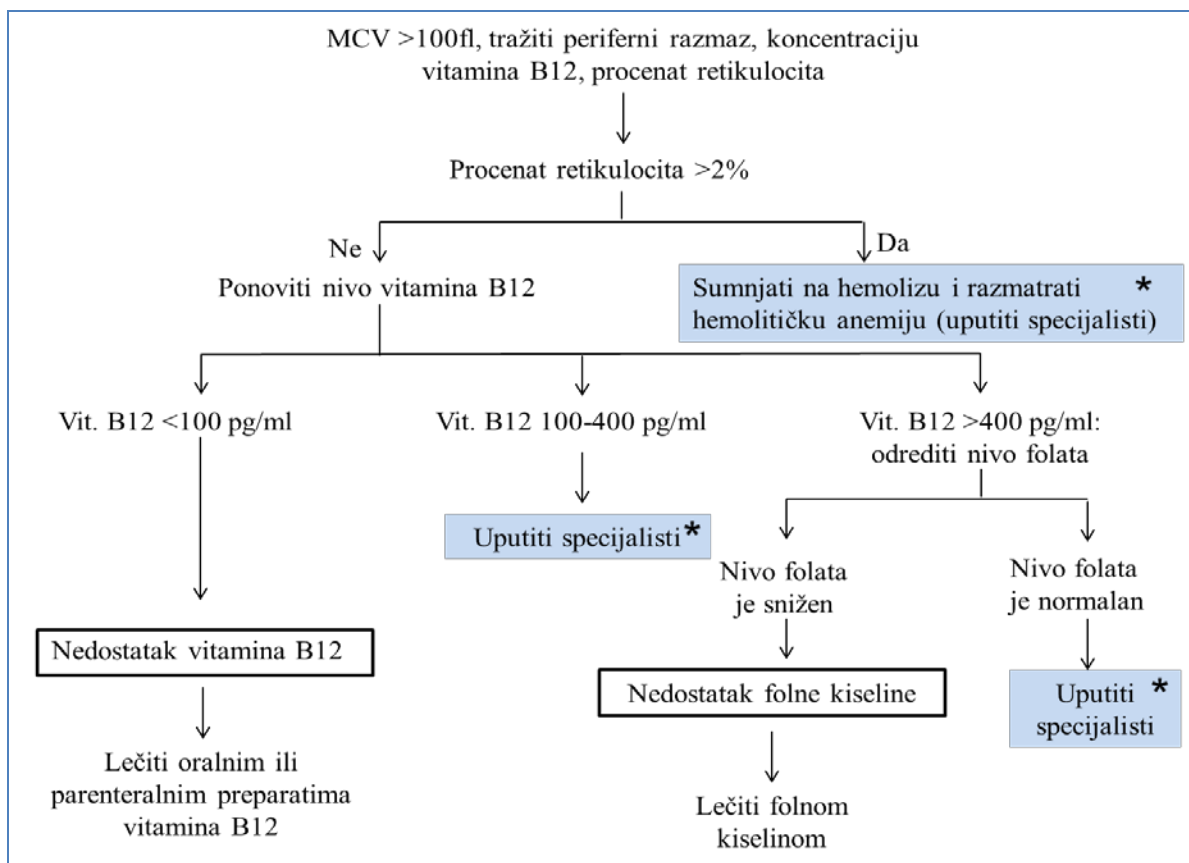 MCV >100fl, tražiti periferni razmaz, koncentraciju
vitamina B12, procenat retikulocita
Procenat retikulocita >2%
Ne
Da
Ponoviti nivo vitamina B12
Sumnjati na hemolizu i razmatrati *
hemolitičku anemiju (uputiti specijalisti)
Vit. B12 <100 pg/ml
Vit. B12 100-400 pg/ml
Vit. B12 >400 pg/ml:
odrediti nivo folata
Uputiti specijalisti*
Nivo folata
je snižen
Nivo folata
je normalan
Nedostatak vitamina B12
Nedostatak folne kiseline
Uputiti *
specijalisti
Lečiti oralnim ili
parenteralnim preparatima
vitamina B12
Lečiti folnom
kiselinom